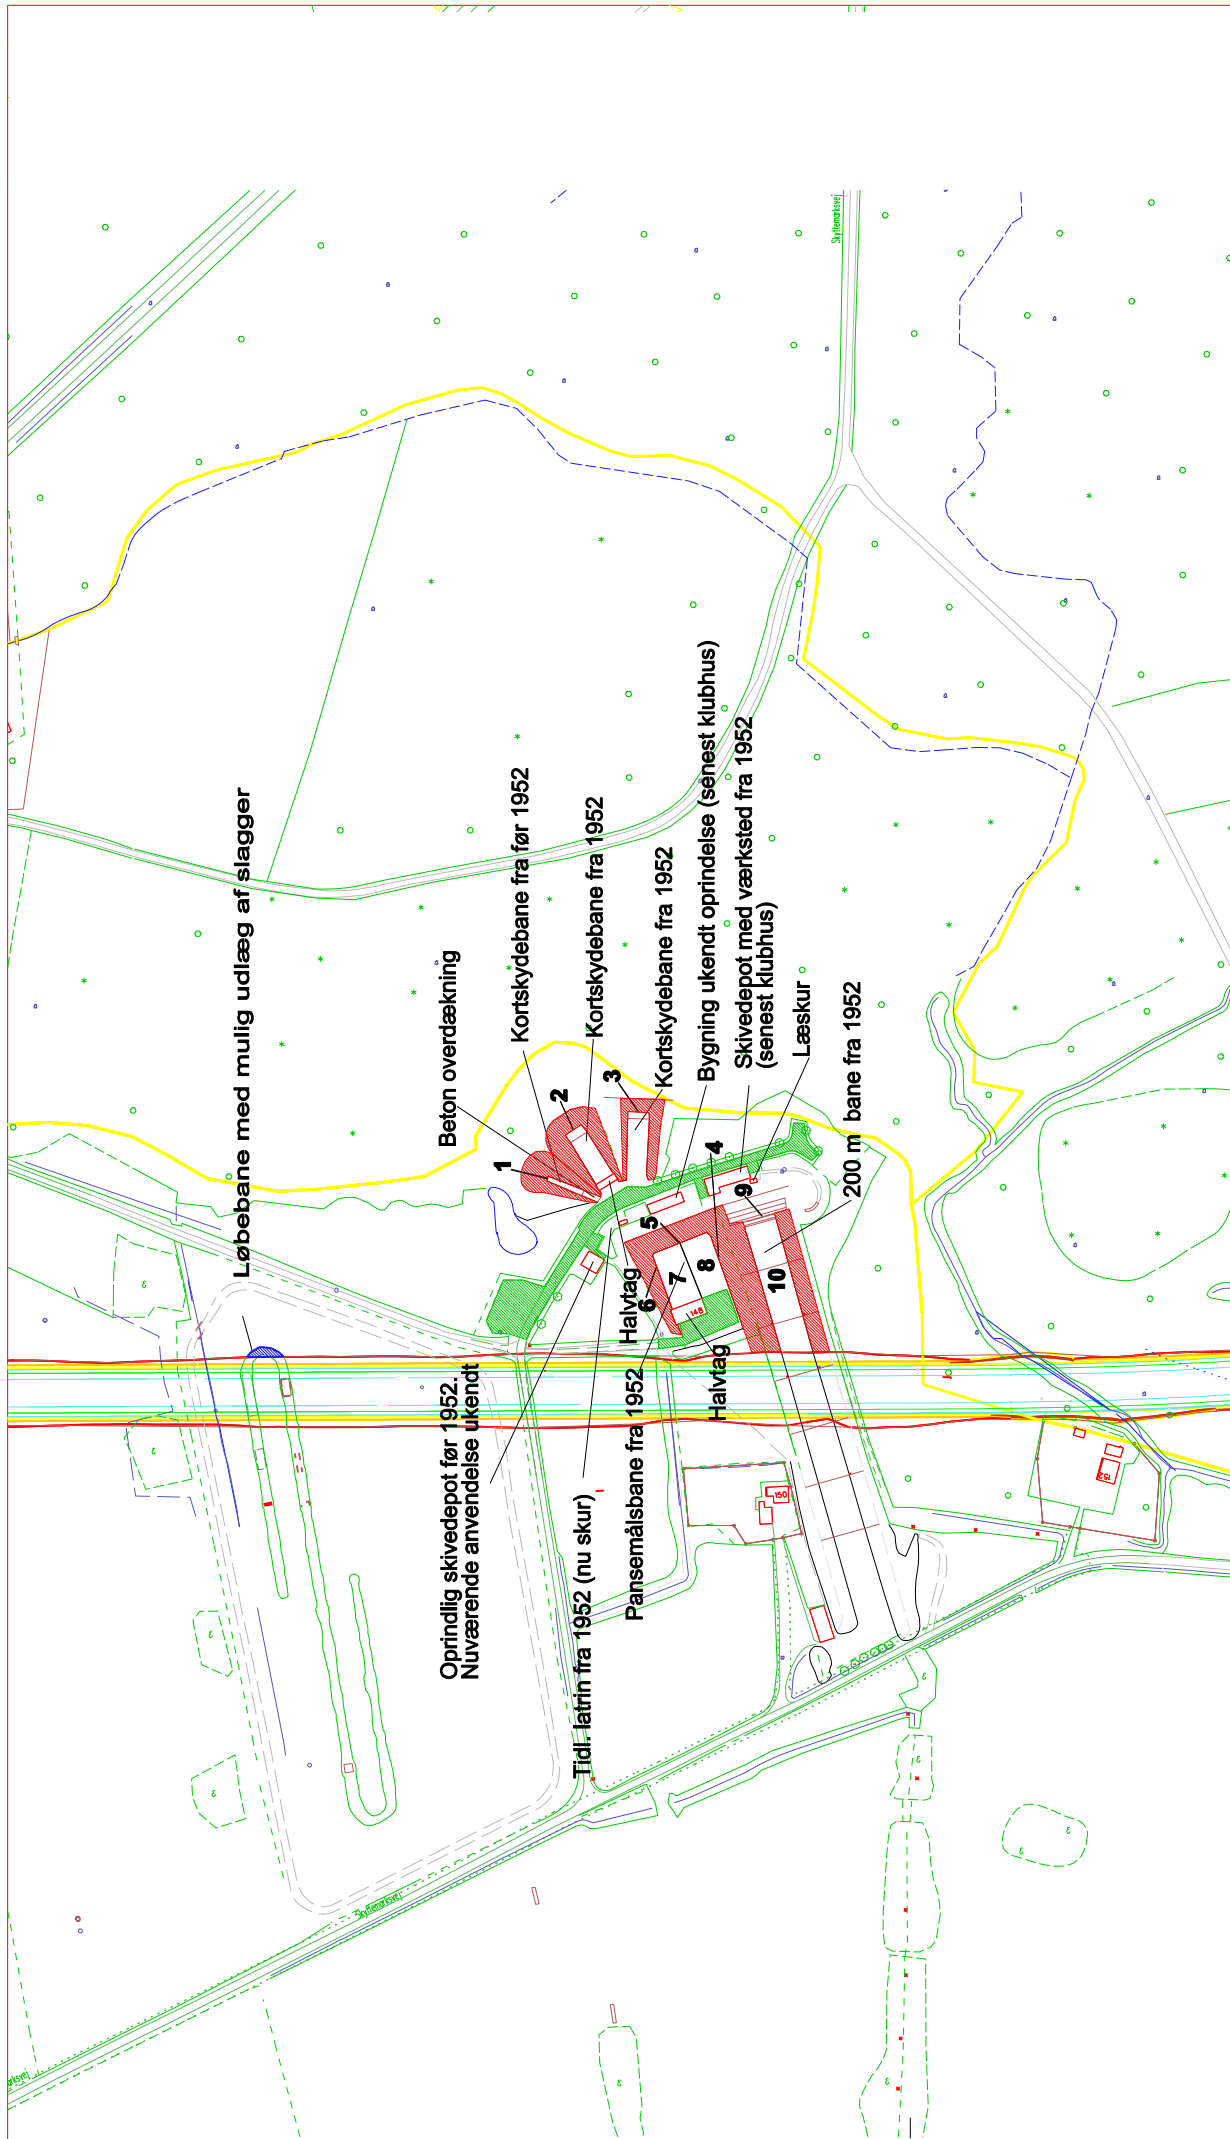 Løbebane med mulig udlæg af slagger
Beton overdækning
Kortskydebane fra før 1952
Kortskydebane fra 1952
Kortskydebane fra 1952
Bygning ukendt oprindelse (senest klubhus)
Skivedepot med værksted fra 1952
(senest klubhus)
Læskur
200 m bane fra 1952
Oprindlig skivedepot før 1952.
Nuværende anvendelse ukendt
Tidl. latrin fra 1952 (nu skur)
Halvtag
Pansemålsbane fra 1952
Halvtag
1
2
3
4
5
6
7
8
9
10
148
150
152
Skyttemarksvej
Skyttemarksvej